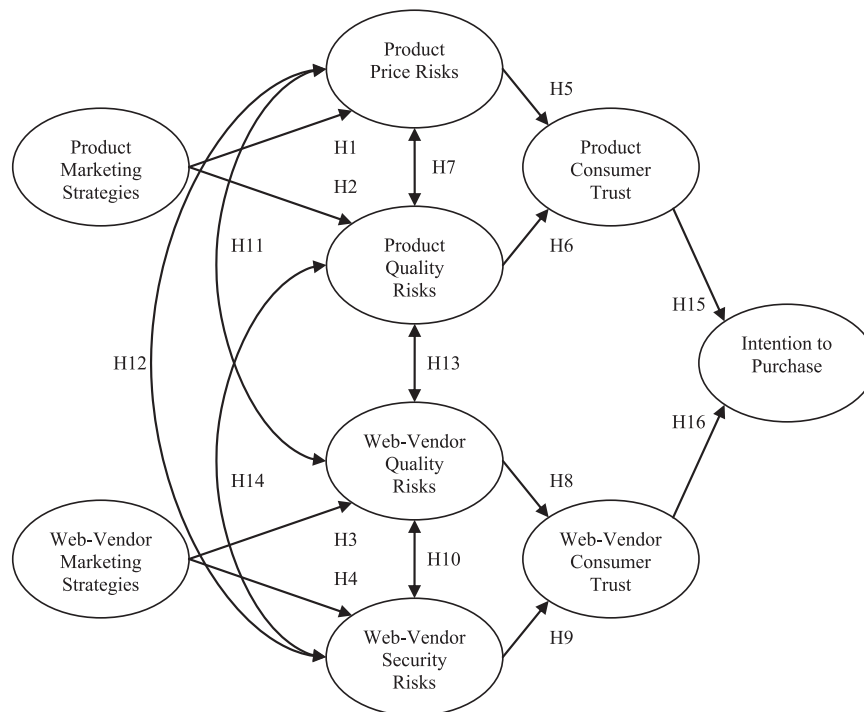 Product
Price Risks
H5
Product
Marketing
Strategies
H1
H2
H7
Product
Consumer
Trust
H11
Product
Quality
Risks
H6
H15
H12
H13
Intention to
Purchase
H14
Web-Vendor
Quality
Risks
H8
H16
Web-Vendor
Marketing
Strategies
H3
H4
H10
Web-Vendor
Consumer
Trust
H9
Web-Vendor
Security
Risks